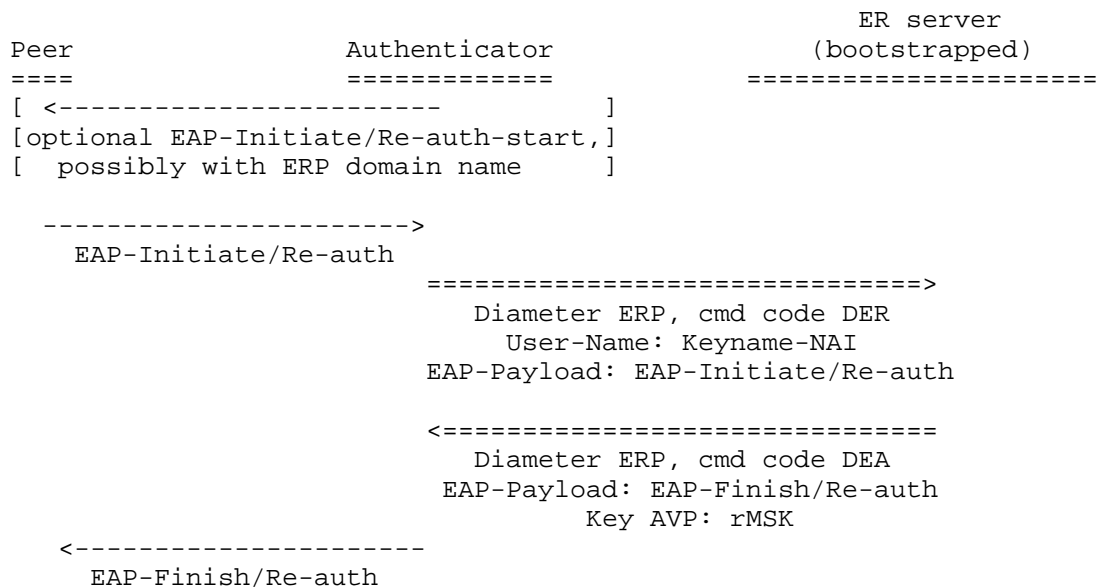 ER server
Peer                 Authenticator                (bootstrapped)
====                 =============            ======================
[ <------------------------          ]
[optional EAP-Initiate/Re-auth-start,]
[  possibly with ERP domain name     ]
  ----------------------->
    EAP-Initiate/Re-auth
                          ===============================>
                             Diameter ERP, cmd code DER
                               User-Name: Keyname-NAI
                          EAP-Payload: EAP-Initiate/Re-auth
                          <===============================
                             Diameter ERP, cmd code DEA
                           EAP-Payload: EAP-Finish/Re-auth
                                    Key AVP: rMSK
   <----------------------
     EAP-Finish/Re-auth